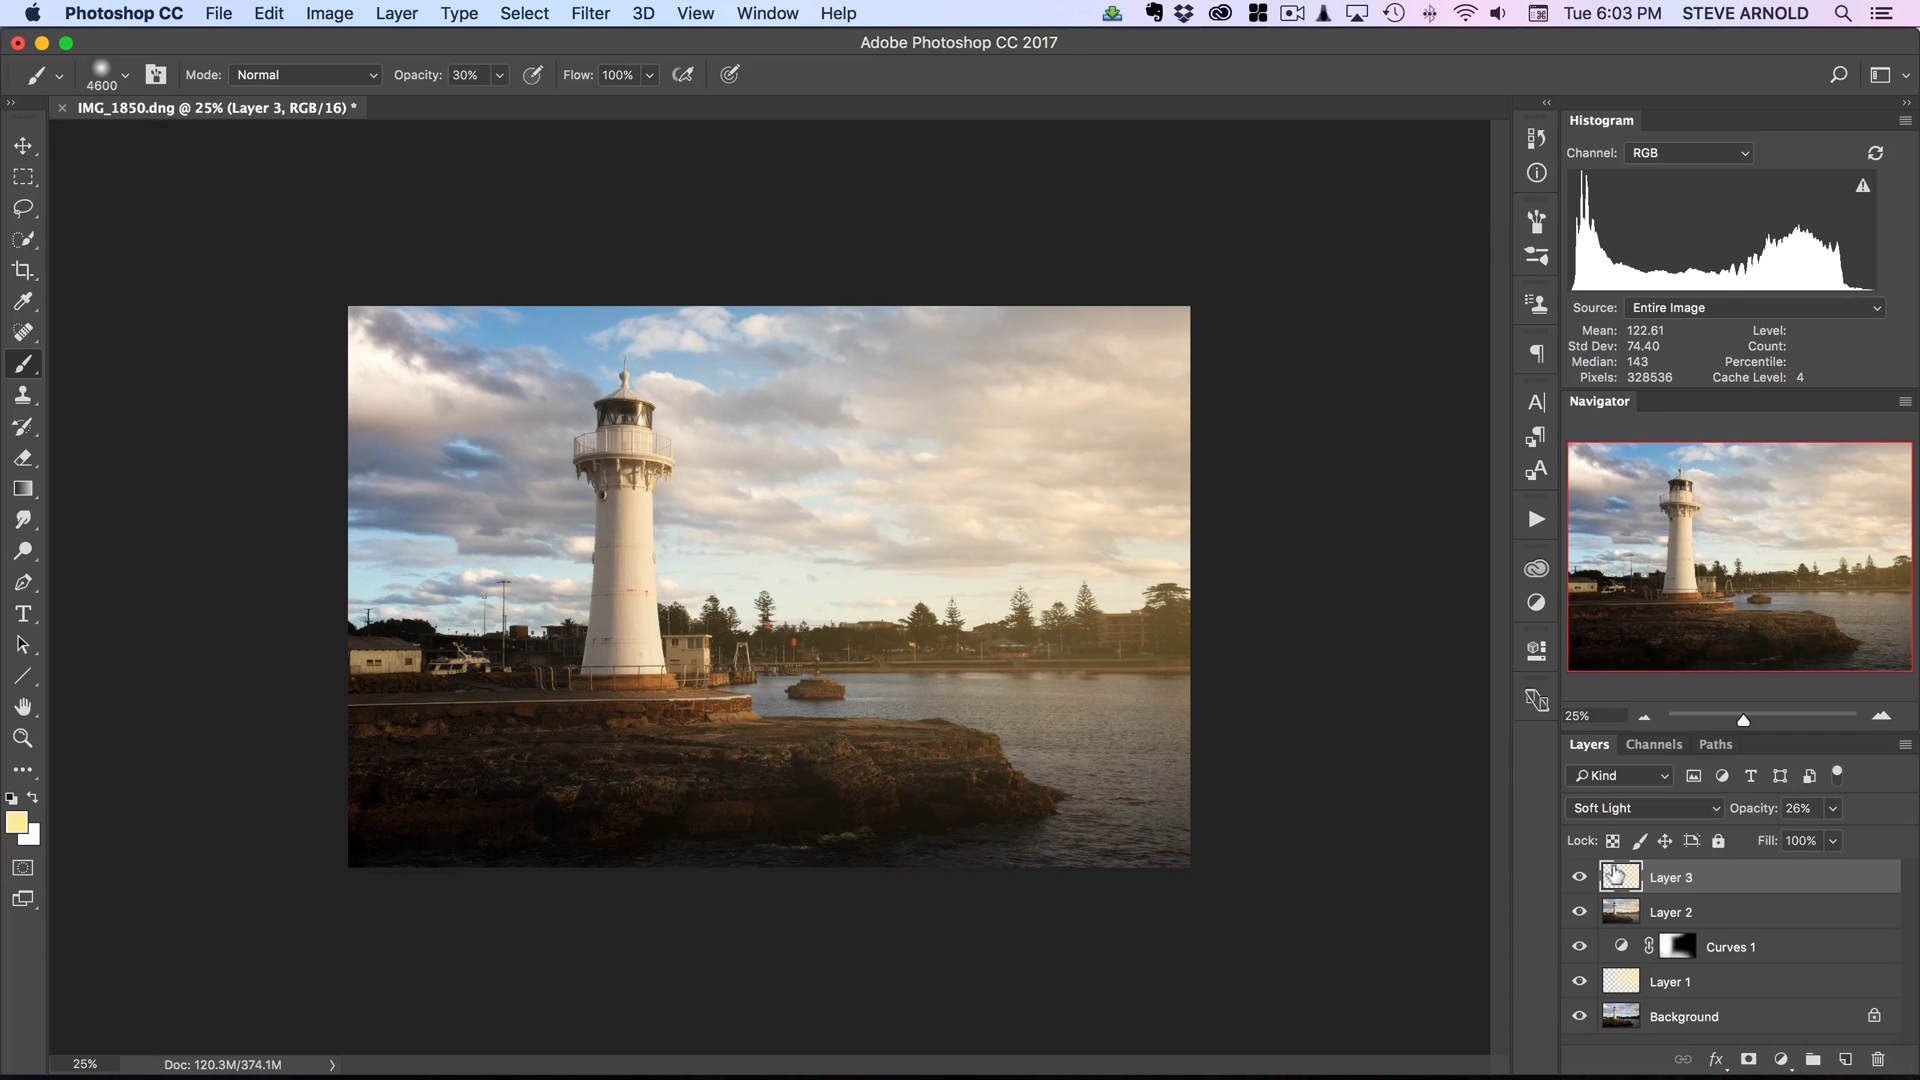 Photoshop CC File Edit Image Layer Type Select Filter 3D View Window Help Tue 6:03 PM STEVE ARNOLD
Adobe Photoshop CC 2017
4600 Mode: Normal Opacity: 30% Flow: 100%
IMG_1850.dng @ 25% (Layer 3, RGB/16) *
Histogram
Channel: RGB
Source: Entire Image
Mean: 122.61 Level:
Std Dev: 74.40 Count:
Median: 143 Percentile:
Pixels: 328536 Cache Level: 4
Navigator
25%
Layers Channels Paths
Kind
Soft Light Opacity: 26%
Lock: Fill: 100%
Layer 3
Layer 2
Curves 1
Layer 1
Background
fx
25% Doc: 120.3M/374.1M